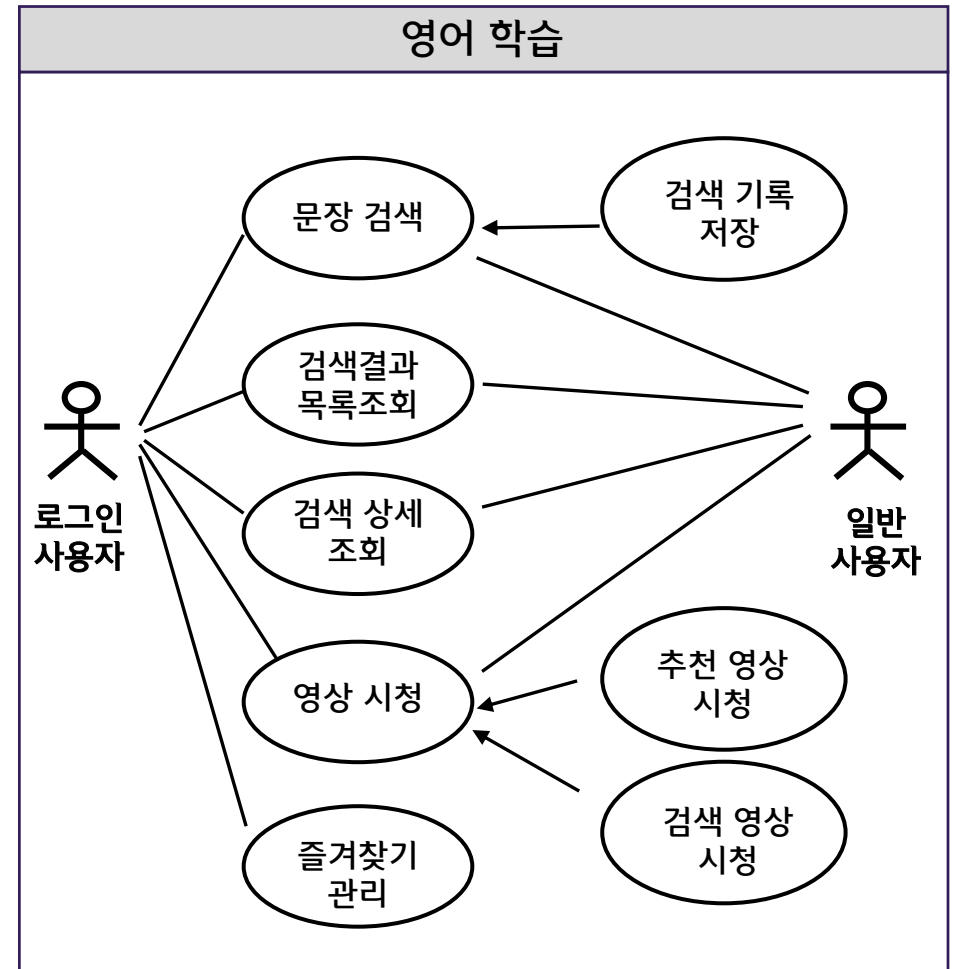 영어 학습
문장 검색
검색 기록
저장
검색결과
목록조회
로그인
사용자
검색 상세
조회
일반
사용자
영상 시청
추천 영상
시청
검색 영상
시청
즐겨찾기
관리